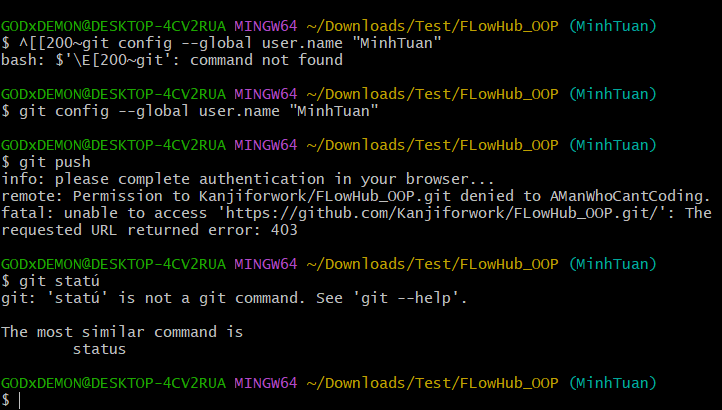 GODxDEMON@DESKTOP-4CV2RUA MINGW64 ~/Downloads/Test/FLowHub_OOP (MinhTuan)
$ ^[[200~git config --global user.name "MinhTuan"
bash: $'\E[200~git': command not found
GODxDEMON@DESKTOP-4CV2RUA MINGW64 ~/Downloads/Test/FLowHub_OOP (MinhTuan)
$ git config --global user.name "MinhTuan"
GODxDEMON@DESKTOP-4CV2RUA MINGW64 ~/Downloads/Test/FLowHub_OOP (MinhTuan)
$ git push
info: please complete authentication in your browser...
remote: Permission to Kanjiforwork/FLowHub_OOP.git denied to AManWhoCantCoding.
fatal: unable to access 'https://github.com/Kanjiforwork/FLowHub_OOP.git/': The
requested URL returned error: 403
GODxDEMON@DESKTOP-4CV2RUA MINGW64 ~/Downloads/Test/FLowHub_OOP (MinhTuan)
$ git statú
git: 'statú' is not a git command. See 'git --help'.
The most similar command is
status
GODxDEMON@DESKTOP-4CV2RUA MINGW64 ~/Downloads/Test/FLowHub_OOP (MinhTuan)
$